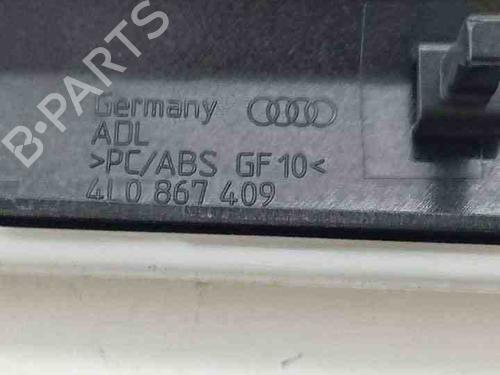 B-PARTS
Germany
ADL
>PC/ABS GF10<
4L0 867 409